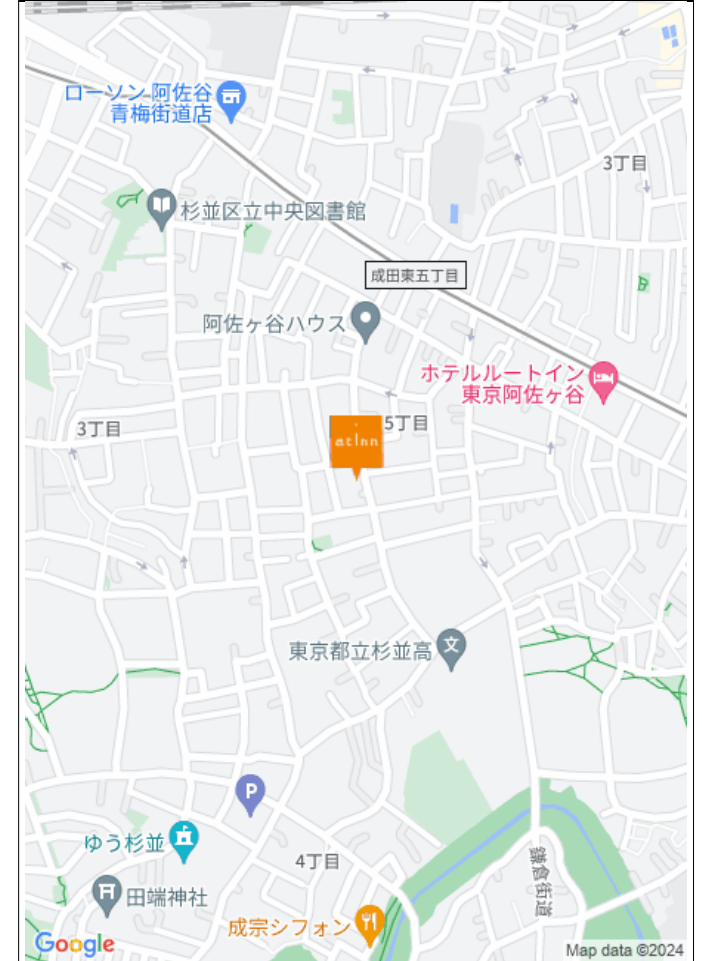 ローソン 阿佐谷
青梅街道店
3丁目
杉並区立中央図書館
成田東五丁目
阿佐ヶ谷ハウス
ホテルルートイン
東京阿佐ヶ谷
3丁目
5丁目
at Inn
東京都立杉並高
文
P
ゆう杉並
4丁目
鎌倉街道
田端神社
成宗シフォン
Google
Map data ©2024